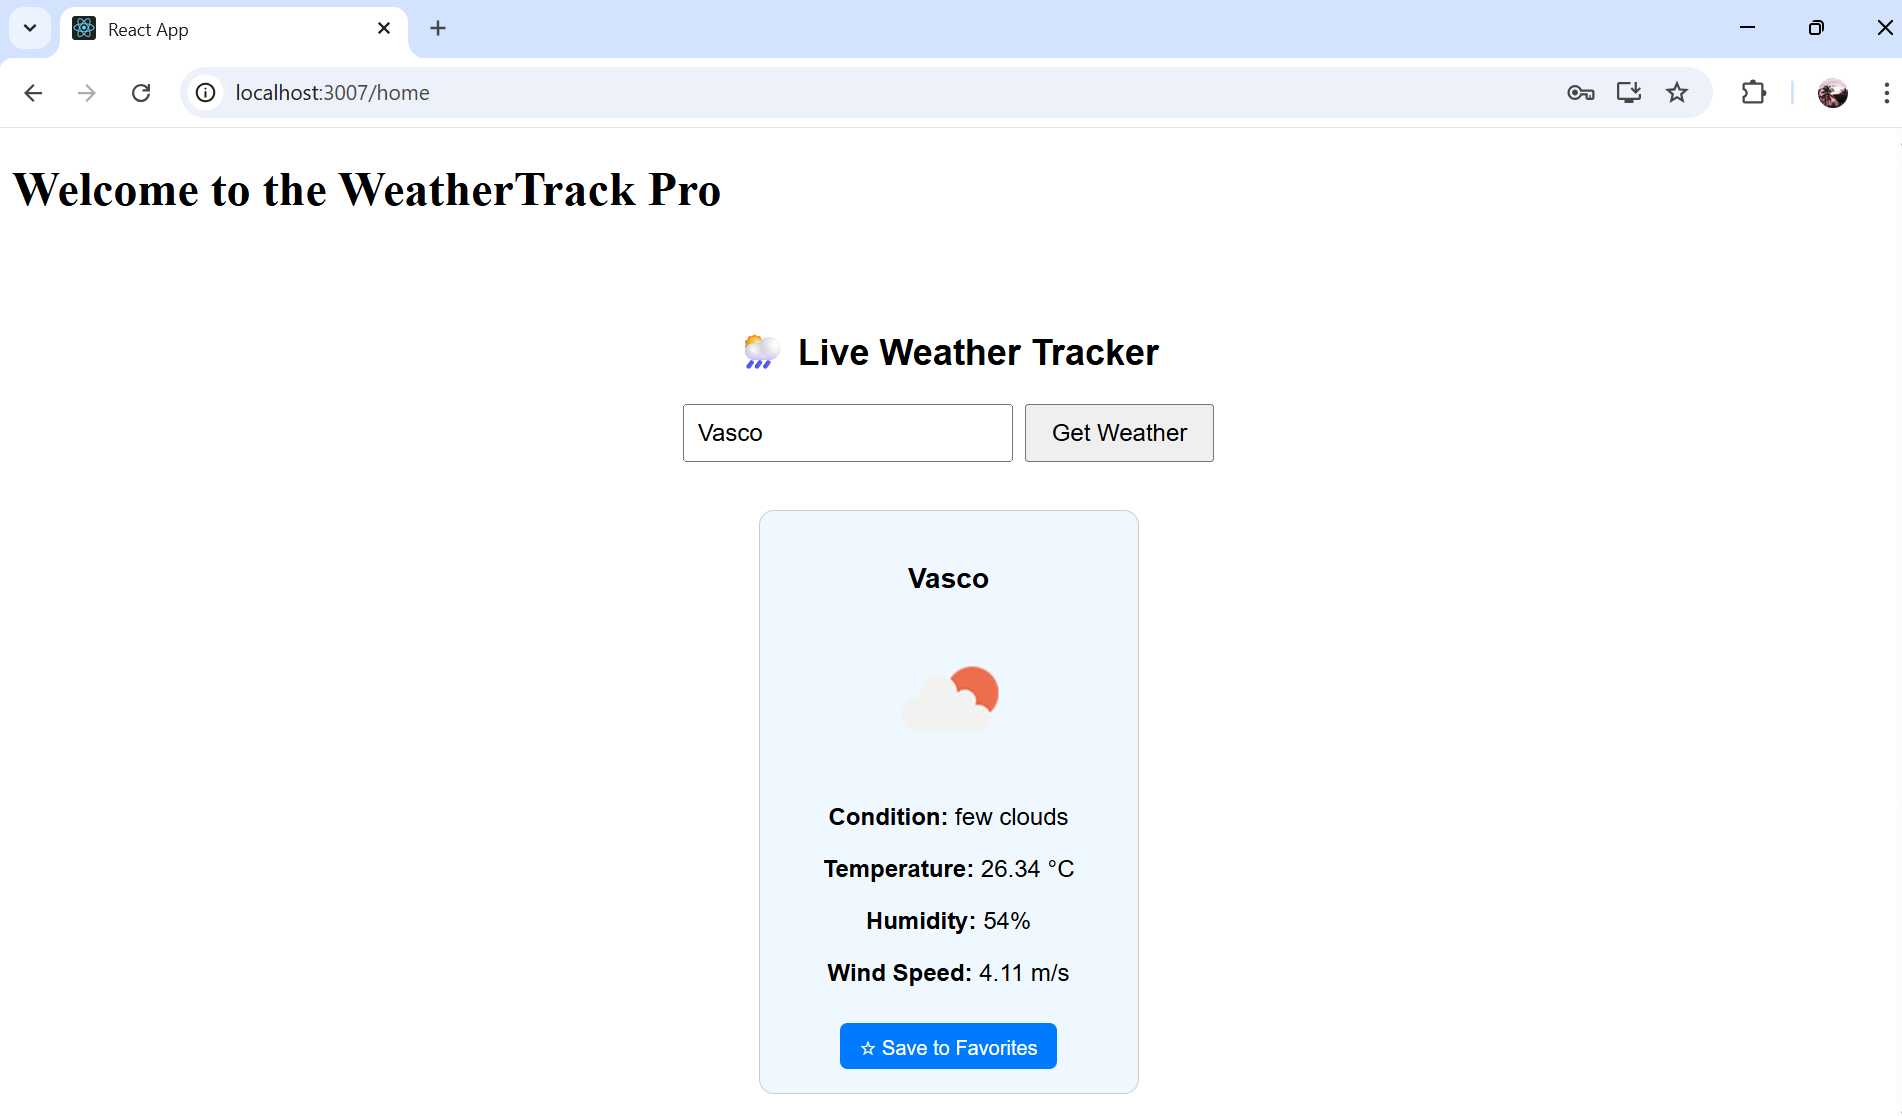 React App
localhost:3007/home
Welcome to the WeatherTrack Pro
Live Weather Tracker
Vasco
Get Weather
Vasco
Condition: few clouds
Temperature: 26.34 °C
Humidity: 54%
Wind Speed: 4.11 m/s
☆ Save to Favorites